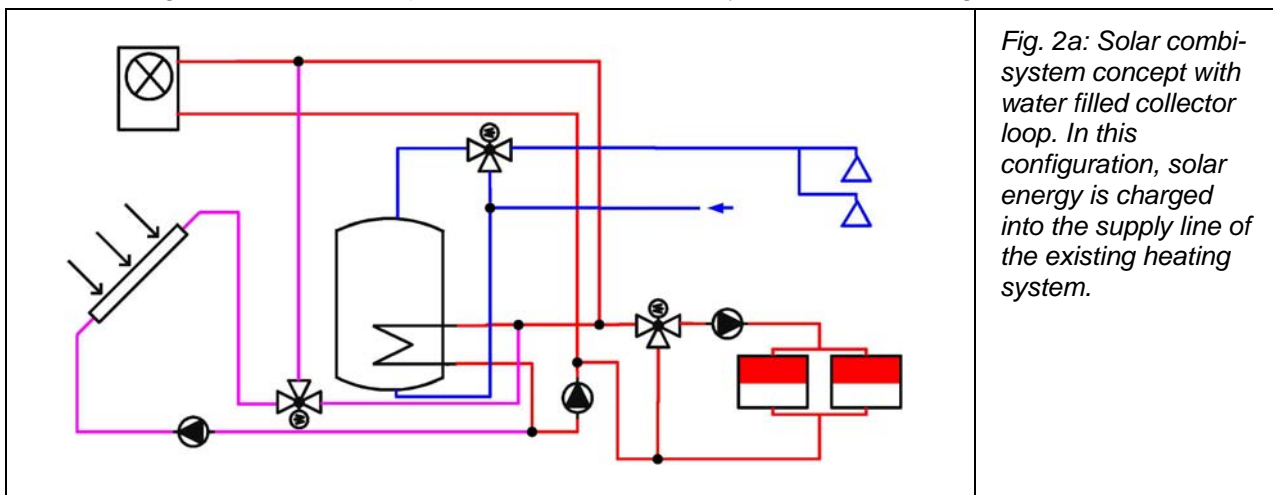 Fig. 2a: Solar combi-
system concept with
water filled collector
loop. In this
configuration, solar
energy is charged
into the supply line of
the existing heating
system.